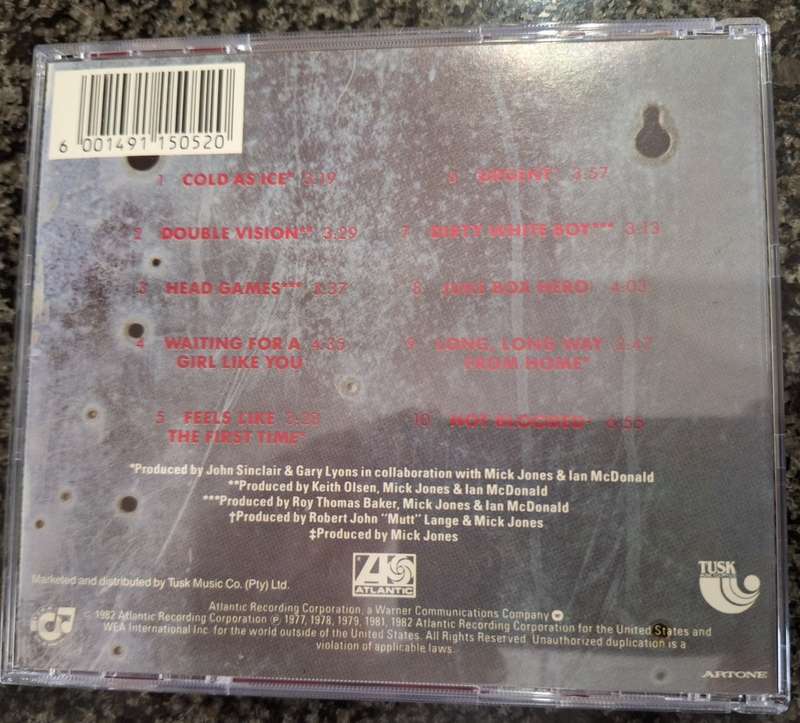 6 001491 150520
1 COLD AS ICE* 3:19
2 DOUBLE VISION** 3:29
3 HEAD GAMES*** 3:37
4 WAITING FOR A 4:35
GIRL LIKE YOU
5 FEELS LIKE
THE FIRST TIME*
6 URGENT 3:57
7 DIRTY WHITE BOY*** 3:13
8 JUKE BOX HERO 4:03
9 LONG, LONG WAY 2:47
FROM HOME*
10 HOT BLOODED
*Produced by John Sinclair & Gary Lyons in collaboration with Mick Jones & Ian McDonald
**Produced by Keith Olsen, Mick Jones & Ian McDonald
***Produced by Roy Thomas Baker, Mick Jones & Ian McDonald
†Produced by Robert John "Mutt" Lange & Mick Jones
‡Produced by Mick Jones
Marketed and distributed by Tusk Music Co. (Pty) Ltd.
ATLANTIC
TUSK
Atlantic Recording Corporation, a Warner Communications Company
© 1982 Atlantic Recording Corporation ℗ 1977, 1978, 1979, 1981, 1982 Atlantic Recording Corporation for the United States and
WEA International Inc. for the world outside of the United States. All Rights Reserved. Unauthorized duplication is a
violation of applicable laws.
ARTONE